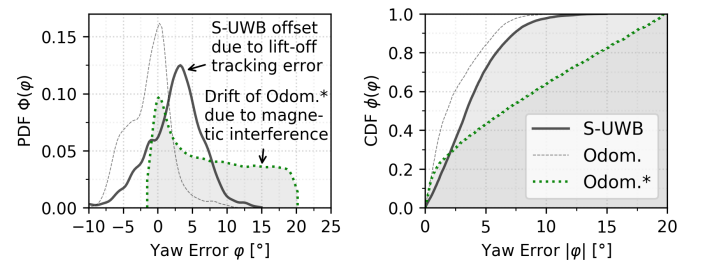 S-UWB offset
due to lift-off
tracking error
Drift of Odom.*
due to magne-
tic interference
PDF Φ(φ)
0.15
0.10
0.05
0.00
−10 −5 0 5 10 15 20 25
Yaw Error φ [°]
CDF ϕ(φ)
1.0
0.8
0.6
0.4
0.2
0.0
S-UWB
Odom.
Odom.*
0 5 10 15 20
Yaw Error |φ| [°]